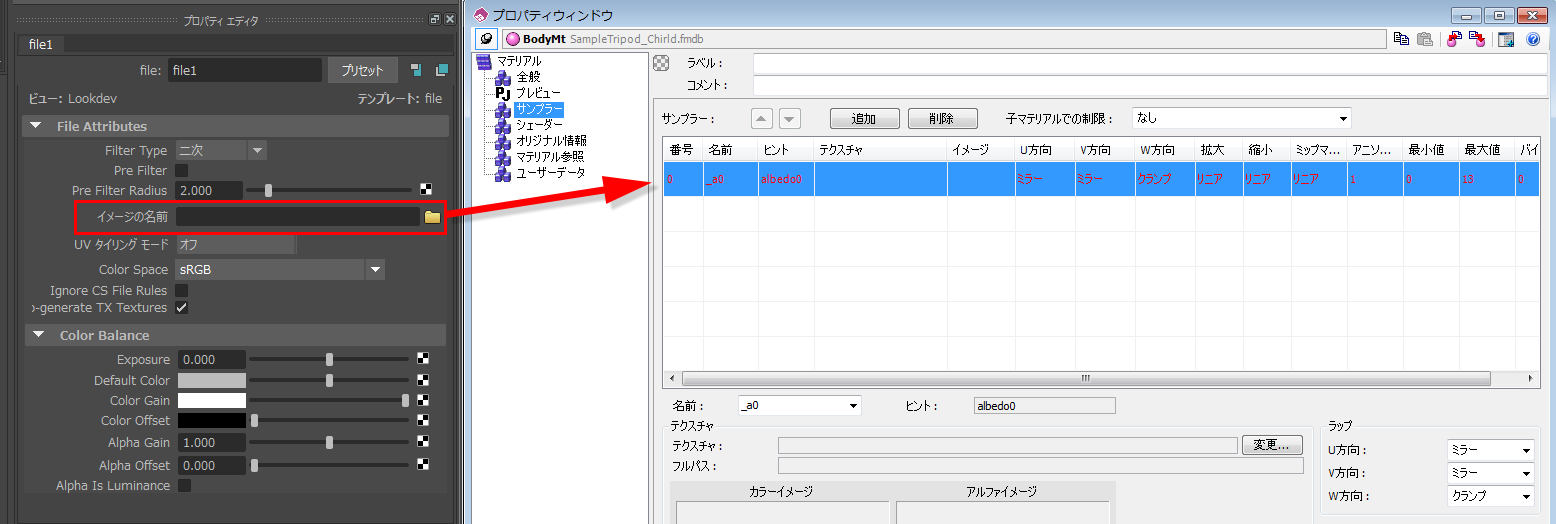 プロパティ エディタ
file1
file: file1 プリセット
ビュー: Lookdev テンプレート: file
File Attributes
Filter Type 二次
Pre Filter
Pre Filter Radius 2.000
イメージの名前
UV タイリング モード オフ
Color Space sRGB
Ignore CS File Rules
-generate TX Textures
Color Balance
Exposure 0.000
Default Color
Color Gain
Color Offset
Alpha Gain 1.000
Alpha Offset 0.000
Alpha Is Luminance
プロパティウィンドウ
BodyMt SampleTripod_Chirld.fmdb
マテリアル
全般
プレビュー
サンプラー
シェーダー
オリジナル情報
マテリアル参照
ユーザーデータ
ラベル :
コメント :
サンプラー : 追加 削除 子マテリアルでの制限 : なし
番号 名前 ヒント テクスチャ イメージ U方向 V方向 W方向 拡大 縮小 ミップマ... アニソ... 最小値 最大値 バイ
0 _a0 albedo0 ミラー ミラー クランプ リニア リニア リニア 1 0 13 0
名前 : _a0 ヒント : albedo0
テクスチャ
テクスチャ : 変更...
フルパス :
カラーイメージ アルファイメージ
ラップ
U方向 : ミラー
V方向 : ミラー
W方向 : クランプ